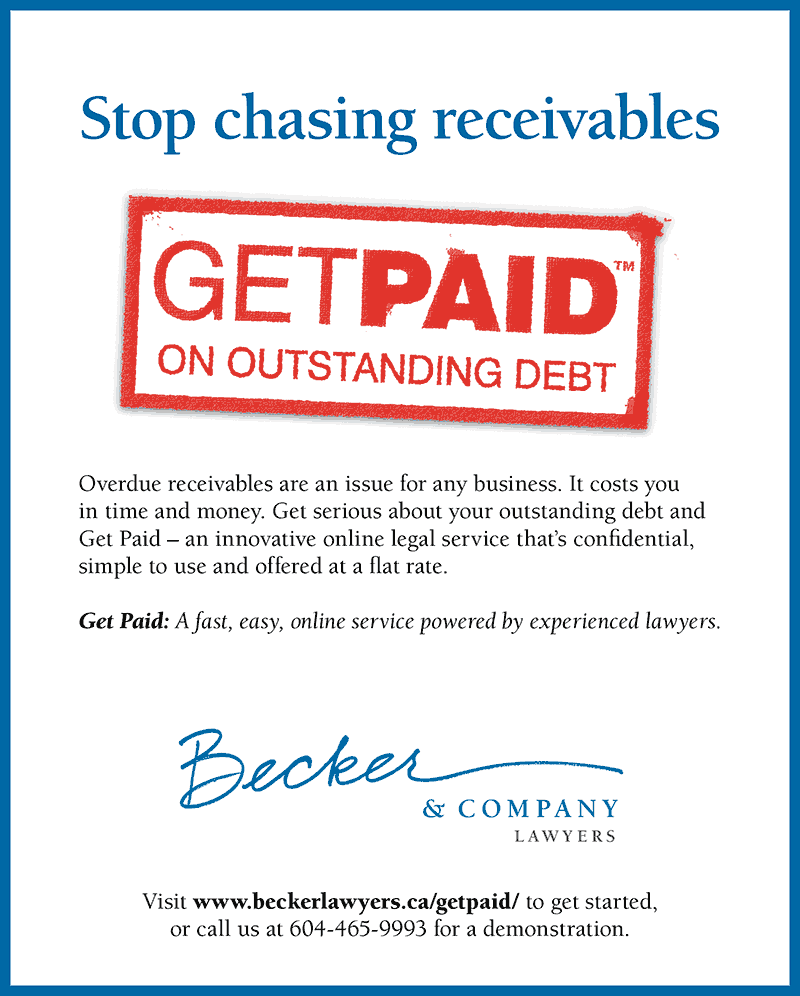 Stop chasing receivables
GETPAID™
ON OUTSTANDING DEBT
Overdue receivables are an issue for any business. It costs you
in time and money. Get serious about your outstanding debt and
Get Paid – an innovative online legal service that’s confidential,
simple to use and offered at a flat rate.
Get Paid: A fast, easy, online service powered by experienced lawyers.
Becker
& COMPANY
LAWYERS
Visit www.beckerlawyers.ca/getpaid/ to get started,
or call us at 604-465-9993 for a demonstration.